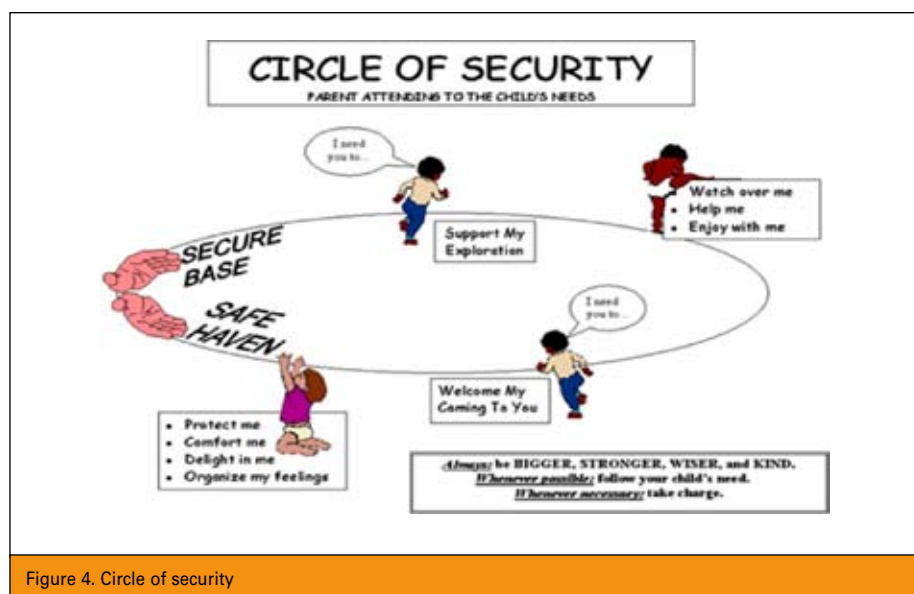 CIRCLE OF SECURITY
PARENT ATTENDING TO THE CHILD'S NEEDS
I need
you to...
• Watch over me
• Help me
• Enjoy with me
Support My
Exploration
SECURE
BASE
SAFE
HAVEN
I need
you to...
Welcome My
Coming To You
• Protect me
• Comfort me
• Delight in me
• Organize my feelings
Always: be BIGGER, STRONGER, WISER, and KIND.
Whenever possible: follow your child's need.
Whenever necessary: take charge.
Figure 4. Circle of security